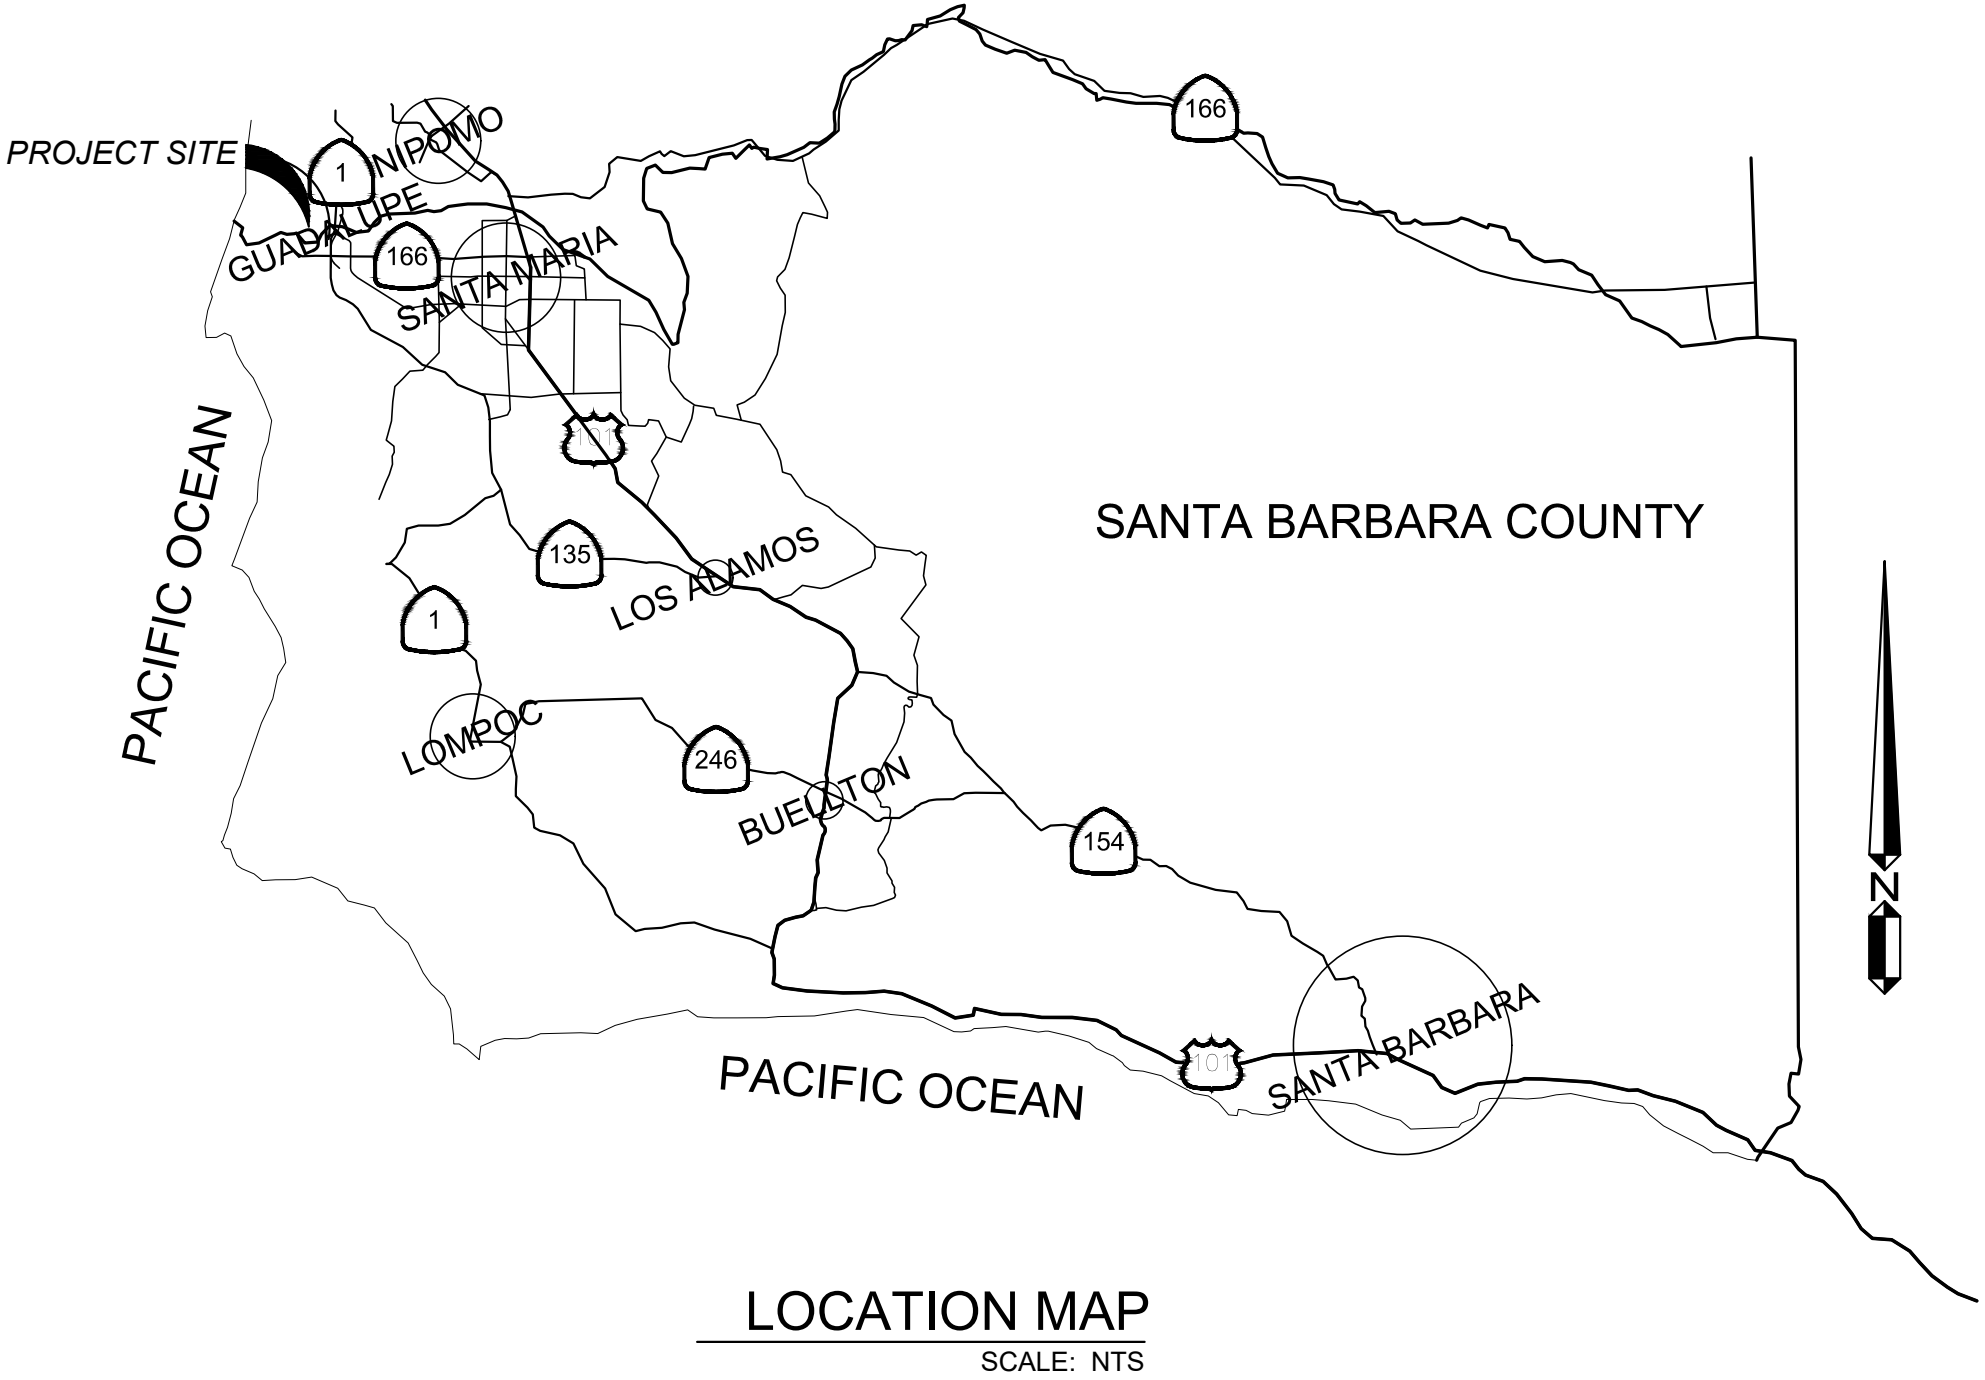 166
PROJECT SITE
1
NIPOMO
GUADALUPE
166
SANTA MARIA
101
PACIFIC OCEAN
SANTA BARBARA COUNTY
135
LOS ALAMOS
1
LOMPOC
246
BUELLTON
154
N
SANTA BARBARA
101
PACIFIC OCEAN
LOCATION MAP
SCALE: NTS